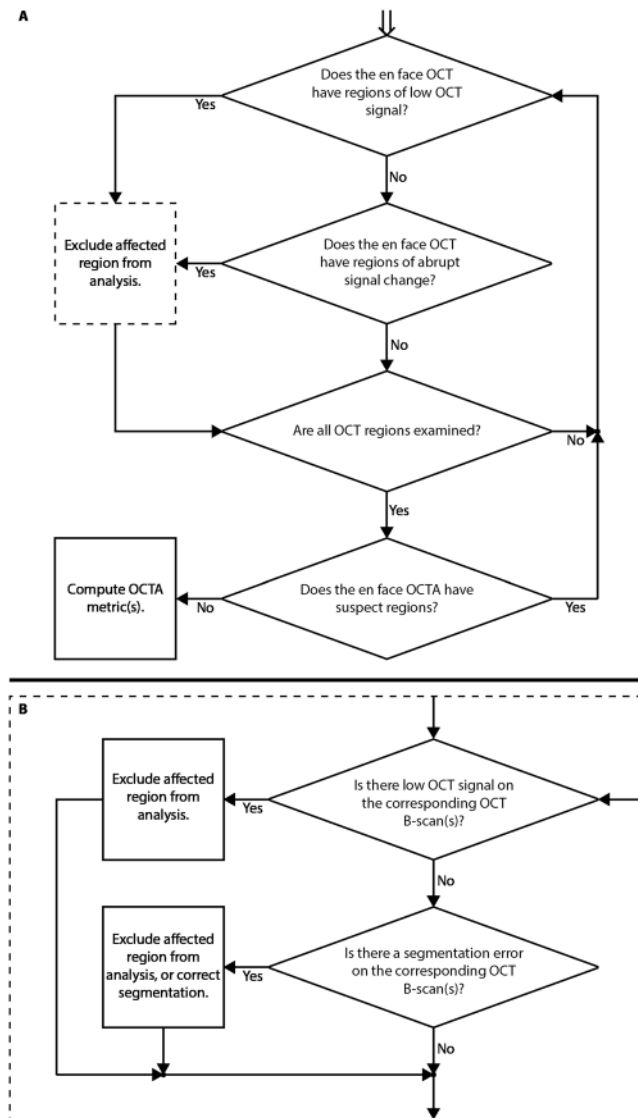 A
Does the en face OCT
have regions of low OCT
signal?
Yes
No
Exclude affected
region from
analysis.
Yes
Does the en face OCT
have regions of abrupt
signal change?
No
Are all OCT regions examined?
No
Yes
Compute OCTA
metric(s).
No
Does the en face OCTA have
suspect regions?
Yes
B
Exclude affected
region from
analysis.
Yes
Is there low OCT signal on
the corresponding OCT
B-scan(s)?
No
Exclude affected
region from
analysis, or correct
segmentation.
Yes
Is there a segmentation error
on the corresponding OCT
B-scan(s)?
No